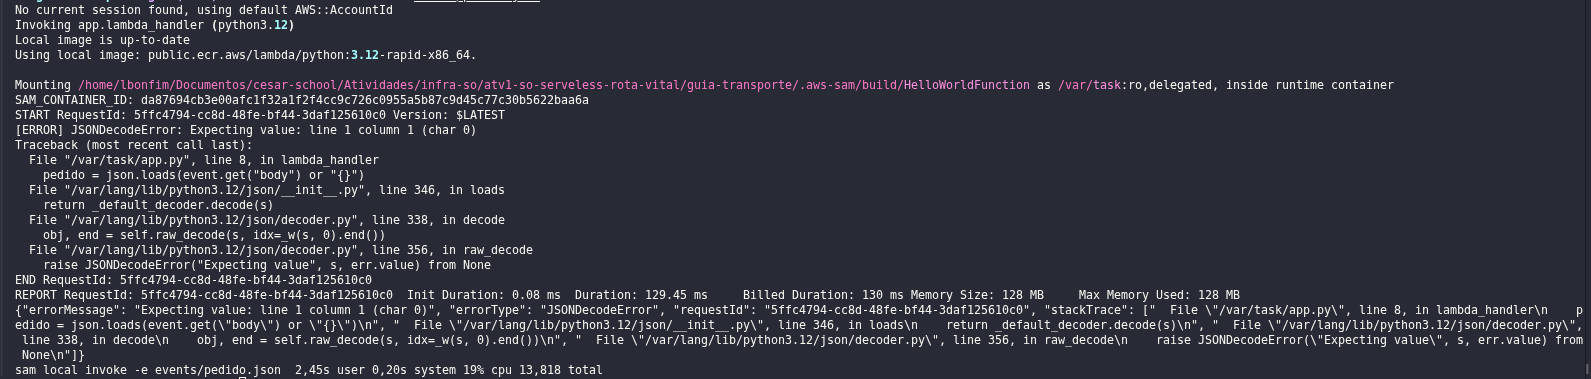 No current session found, using default AWS::AccountId
Invoking app.lambda_handler (python3.12)
Local image is up-to-date
Using local image: public.ecr.aws/lambda/python:3.12-rapid-x86_64.

Mounting /home/lbonfim/Documentos/cesar-school/Atividades/infra-so/atv1-so-serveless-rota-vital/guia-transporte/.aws-sam/build/HelloWorldFunction as /var/task:ro,delegated, inside runtime container
SAM_CONTAINER_ID: da87694cb3e00afc1f32a1f2f4cc9c726c0955a5b87c9d45c77c30b5622baa6a
START RequestId: 5ffc4794-cc8d-48fe-bf44-3daf125610c0 Version: $LATEST
[ERROR] JSONDecodeError: Expecting value: line 1 column 1 (char 0)
Traceback (most recent call last):
  File "/var/task/app.py", line 8, in lambda_handler
    pedido = json.loads(event.get("body") or "{}")
  File "/var/lang/lib/python3.12/json/__init__.py", line 346, in loads
    return _default_decoder.decode(s)
  File "/var/lang/lib/python3.12/json/decoder.py", line 338, in decode
    obj, end = self.raw_decode(s, idx=_w(s, 0).end())
  File "/var/lang/lib/python3.12/json/decoder.py", line 356, in raw_decode
    raise JSONDecodeError("Expecting value", s, err.value) from None
END RequestId: 5ffc4794-cc8d-48fe-bf44-3daf125610c0
REPORT RequestId: 5ffc4794-cc8d-48fe-bf44-3daf125610c0  Init Duration: 0.08 ms  Duration: 129.45 ms     Billed Duration: 130 ms Memory Size: 128 MB     Max Memory Used: 128 MB
{"errorMessage": "Expecting value: line 1 column 1 (char 0)", "errorType": "JSONDecodeError", "requestId": "5ffc4794-cc8d-48fe-bf44-3daf125610c0", "stackTrace": ["  File \"/var/task/app.py\", line 8, in lambda_handler\n    p
edido = json.loads(event.get(\"body\") or \"{}\")\n", "  File \"/var/lang/lib/python3.12/json/__init__.py\", line 346, in loads\n    return _default_decoder.decode(s)\n", "  File \"/var/lang/lib/python3.12/json/decoder.py\",
 line 338, in decode\n    obj, end = self.raw_decode(s, idx=_w(s, 0).end())\n", "  File \"/var/lang/lib/python3.12/json/decoder.py\", line 356, in raw_decode\n    raise JSONDecodeError(\"Expecting value\", s, err.value) from
 None\n"]}
sam local invoke -e events/pedido.json  2,45s user 0,20s system 19% cpu 13,818 total